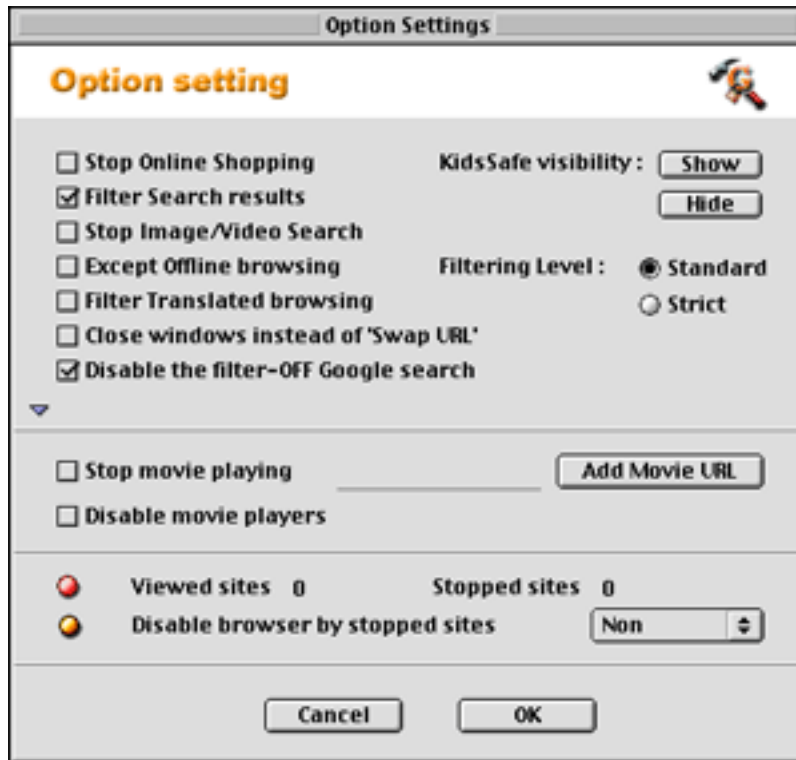 Option Settings
Option setting
Stop Online Shopping KidsSafe visibility : Show
Filter Search results Hide
Stop Image/Video Search
Except Offline browsing Filtering Level : Standard
Filter Translated browsing Strict
Close windows instead of 'Swap URL'
Disable the filter-OFF Google search
Stop movie playing Add Movie URL
Disable movie players
Viewed sites 0 Stopped sites 0
Disable browser by stopped sites Non
Cancel OK